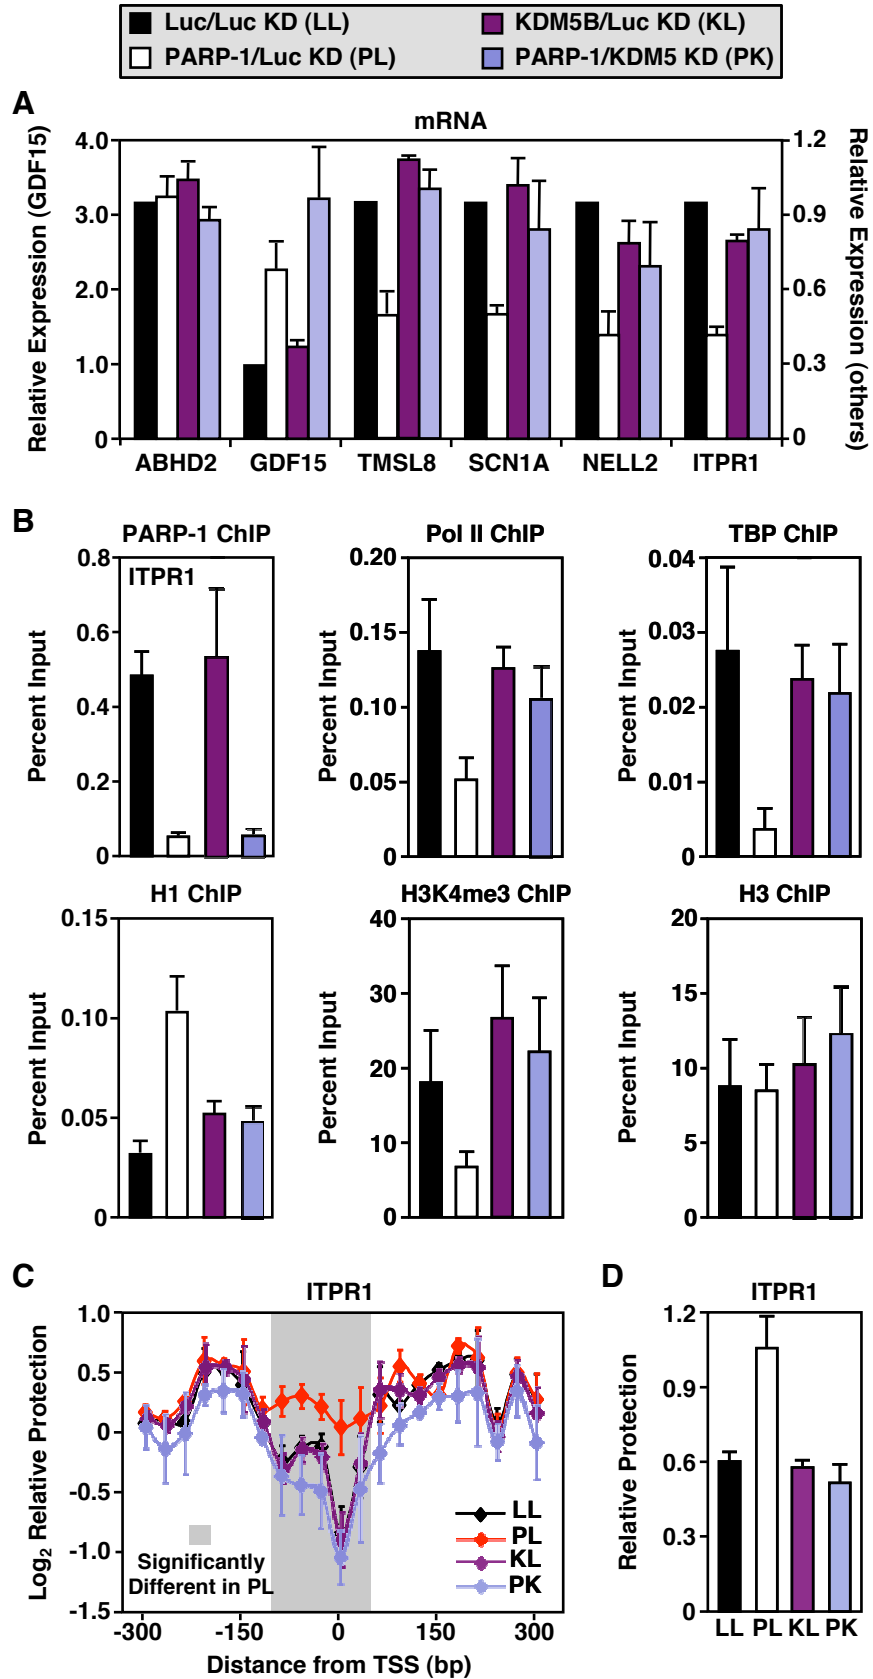 Luc/Luc KD (LL)
KDM5B/Luc KD (KL)
PARP-1/Luc KD (PL)
PARP-1/KDM5 KD (PK)
A
mRNA
Relative Expression (GDF15)
4.0
3.0
2.0
1.0
0
1.2
0.9
0.6
0.3
0
Relative Expression (others)
ABHD2 GDF15 TMSL8 SCN1A NELL2 ITPR1
B
PARP-1 ChIP
ITPR1
Percent Input
0.8
0.6
0.4
0.2
0
Pol II ChIP
Percent Input
0.20
0.15
0.10
0.05
0
TBP ChIP
Percent Input
0.04
0.03
0.02
0.01
0
H1 ChIP
Percent Input
0.15
0.10
0.05
0
H3K4me3 ChIP
Percent Input
40
30
20
10
0
H3 ChIP
Percent Input
20
15
10
5
0
C
ITPR1
Log2 Relative Protection
1.0
0.5
0
-0.5
-1.0
-1.5
Significantly
Different in PL
LL
PL
KL
PK
-300 -150 0 150 300
Distance from TSS (bp)
D
ITPR1
Relative Protection
1.2
0.9
0.6
0.3
0
LL PL KL PK